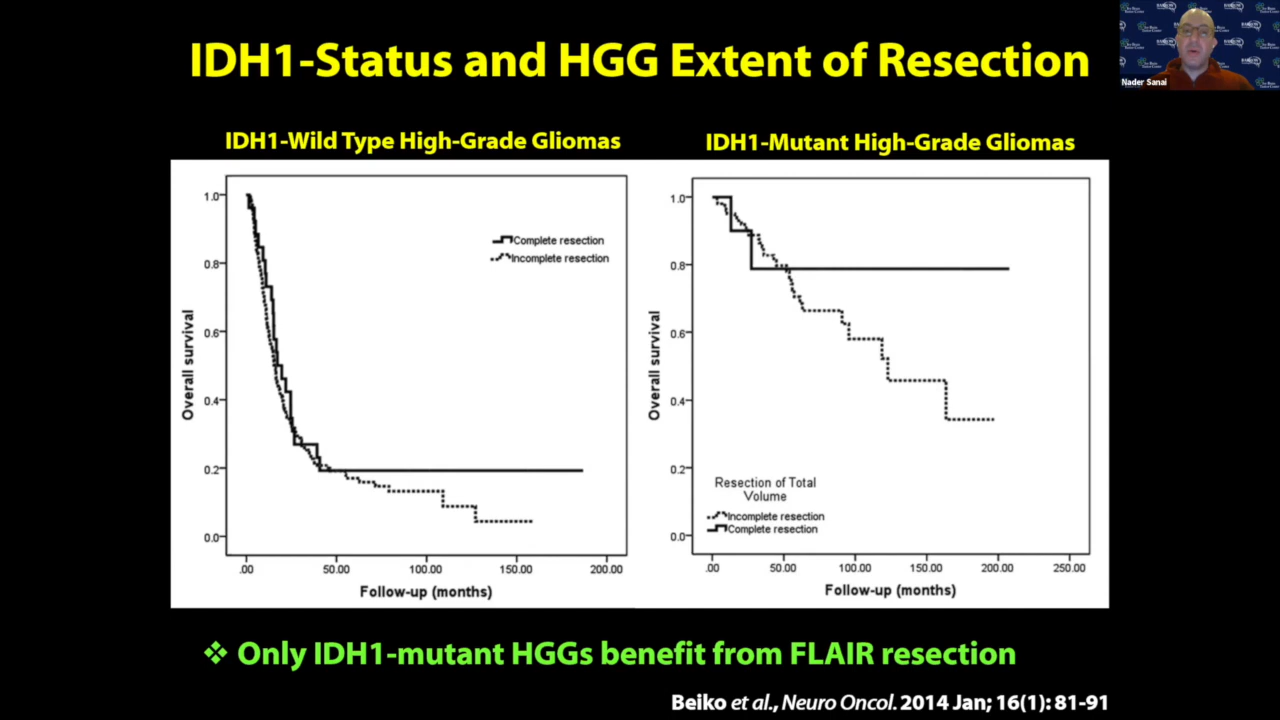 IDH1-Status and HGG Extent of Resection
Nader Sanai
IDH1-Wild Type High-Grade Gliomas
IDH1-Mutant High-Grade Gliomas
Overall survival
1.0
0.8
0.6
0.4
0.2
0.0
Complete resection
Incomplete resection
.00
50.00
100.00
150.00
200.00
Follow-up (months)
Overall survival
1.0
0.8
0.6
0.4
0.2
0.0
Resection of Total
Volume
Incomplete resection
Complete resection
.00
50.00
100.00
150.00
200.00
250.00
Follow-up (months)
❖ Only IDH1-mutant HGGs benefit from FLAIR resection
Beiko et al., Neuro Oncol. 2014 Jan; 16(1): 81-91